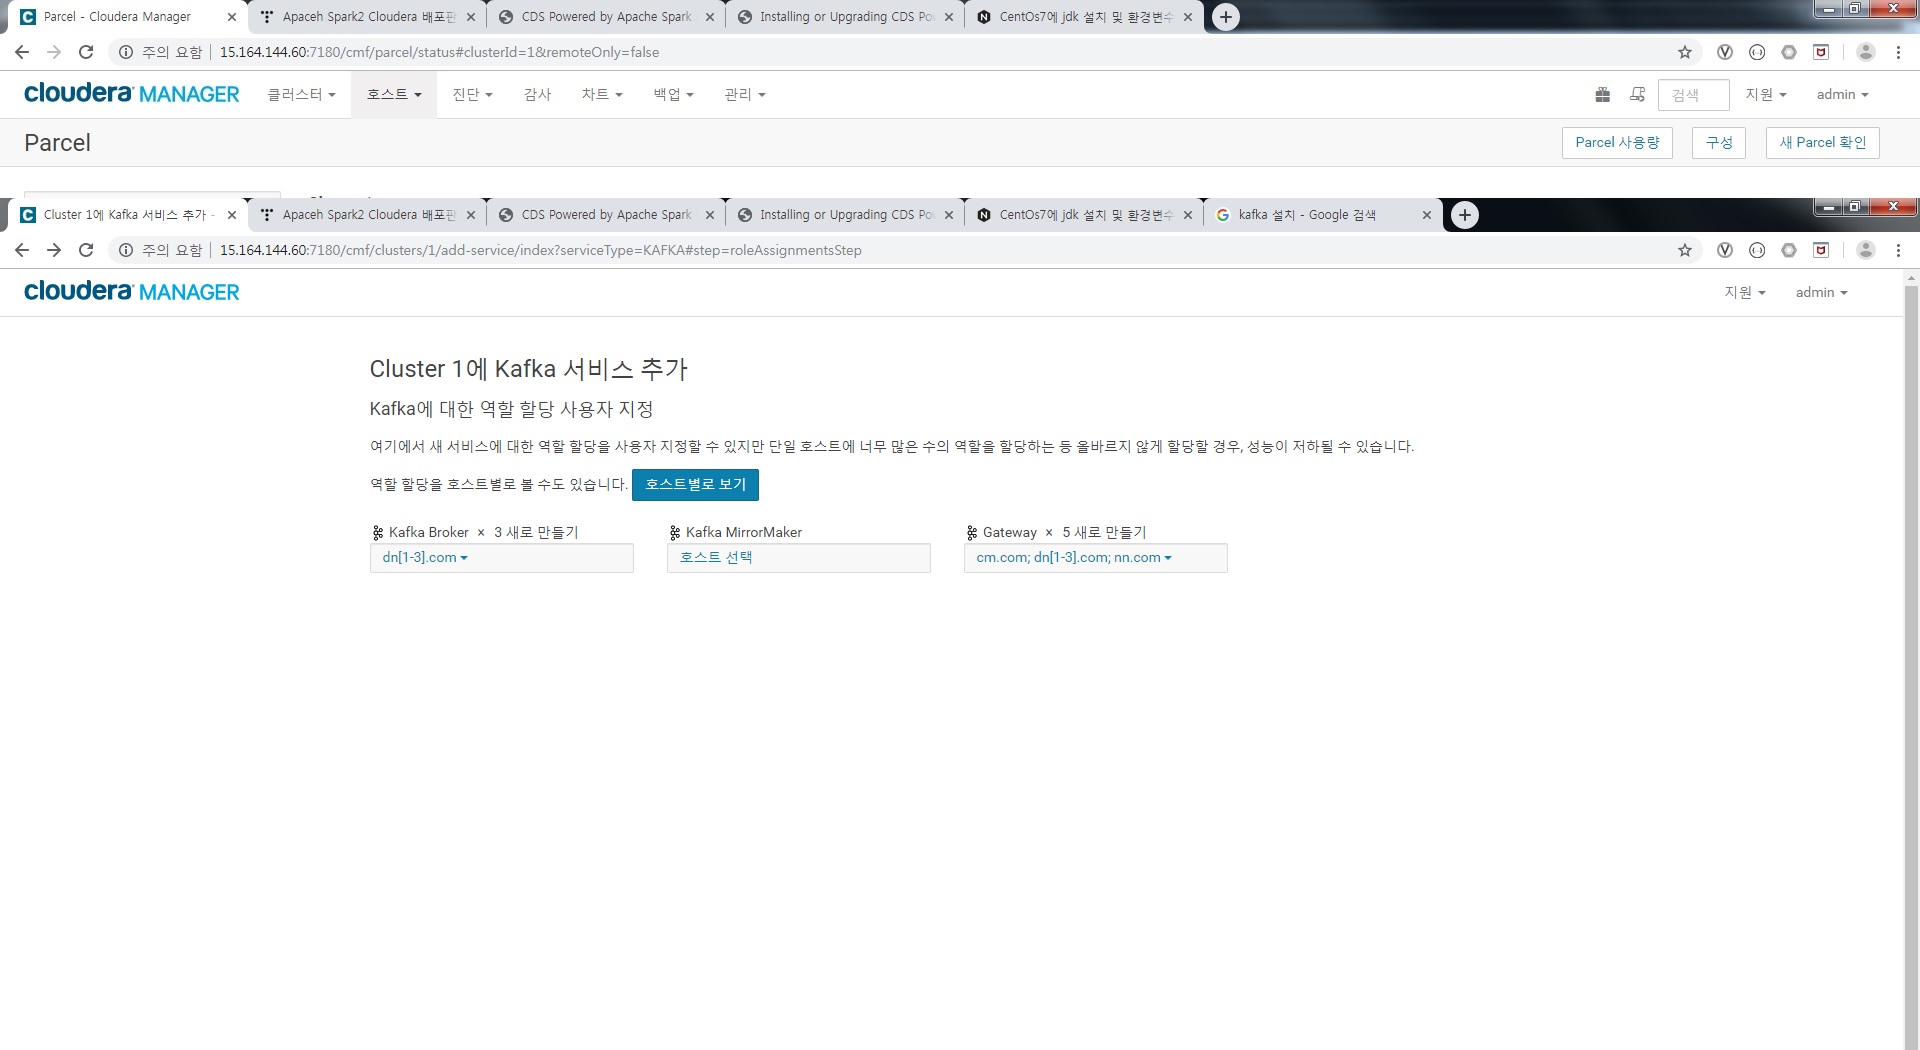 Parcel - Cloudera Manager
Apaceh Spark2 Cloudera 배포판
CDS Powered by Apache Spark
Installing or Upgrading CDS Po
CentOs7에 jdk 설치 및 환경변수
주의 요함 | 15.164.144.60:7180/cmf/parcel/status#clusterId=1&remoteOnly=false
cloudera MANAGER 클러스터 호스트 진단 감사 차트 백업 관리 검색 지원 admin
Parcel Parcel 사용량 구성 새 Parcel 확인
Cluster 1에 Kafka 서비스 추가 -
Apaceh Spark2 Cloudera 배포판
CDS Powered by Apache Spark
Installing or Upgrading CDS Po
CentOs7에 jdk 설치 및 환경변수
kafka 설치 - Google 검색
주의 요함 | 15.164.144.60:7180/cmf/clusters/1/add-service/index?serviceType=KAFKA#step=roleAssignmentsStep
cloudera MANAGER 지원 admin
Cluster 1에 Kafka 서비스 추가
Kafka에 대한 역할 할당 사용자 지정
여기에서 새 서비스에 대한 역할 할당을 사용자 지정할 수 있지만 단일 호스트에 너무 많은 수의 역할을 할당하는 등 올바르지 않게 할당할 경우, 성능이 저하될 수 있습니다.
역할 할당을 호스트별로 볼 수도 있습니다. 호스트별로 보기
Kafka Broker × 3 새로 만들기
dn[1-3].com
Kafka MirrorMaker
호스트 선택
Gateway × 5 새로 만들기
cm.com; dn[1-3].com; nn.com